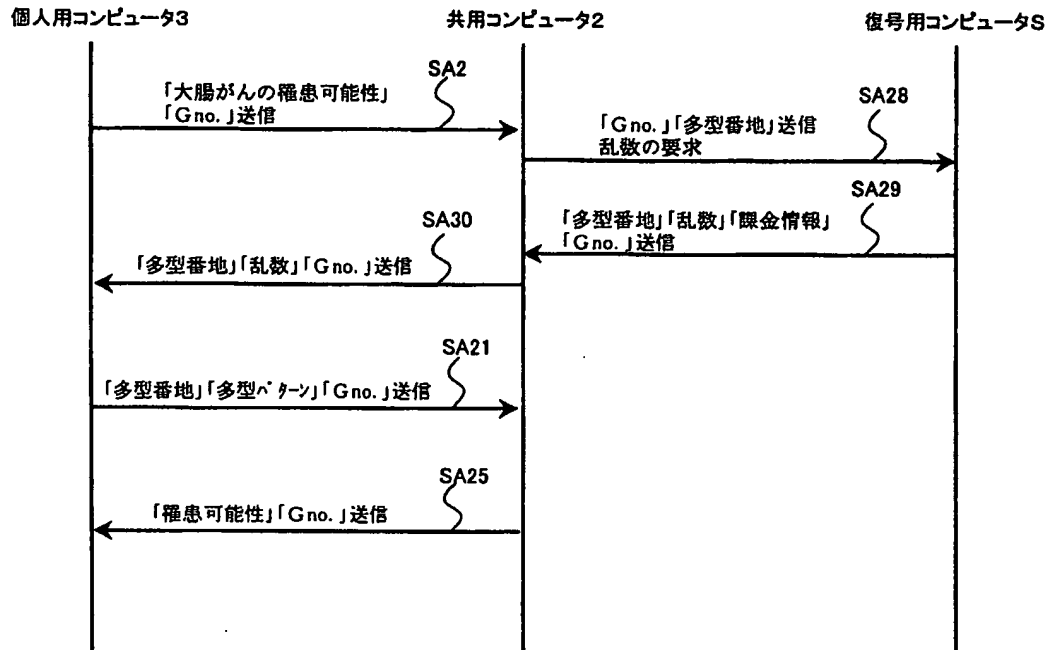 個人用コンピュータ3
共用コンピュータ2
復号用コンピュータS
SA2
「大腸がんの罹患可能性」
「Gno.」送信
SA28
「Gno.」「多型番地」送信
乱数の要求
SA29
「多型番地」「乱数」「課金情報」
「Gno.」送信
SA30
「多型番地」「乱数」「Gno.」送信
SA21
「多型番地」「多型パターン」「Gno.」送信
SA25
「罹患可能性」「Gno.」送信